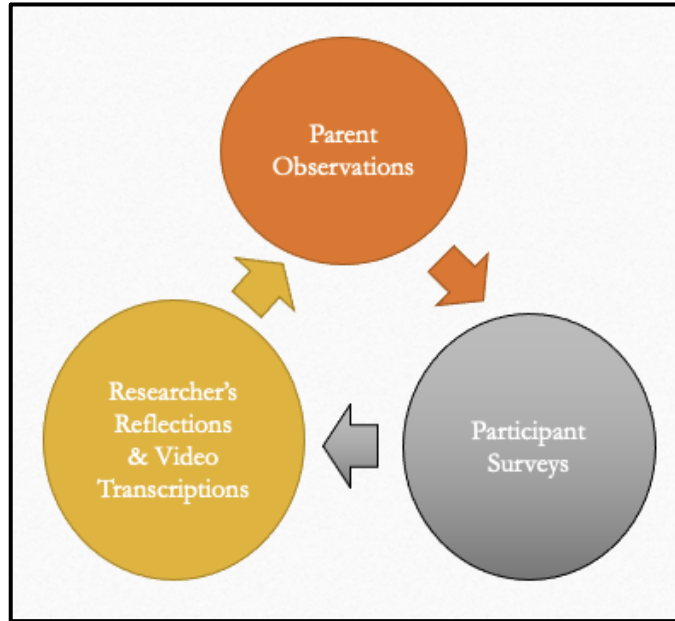 Parent
Observations
Researcher’s
Reflections
& Video
Transcriptions
Participant
Surveys